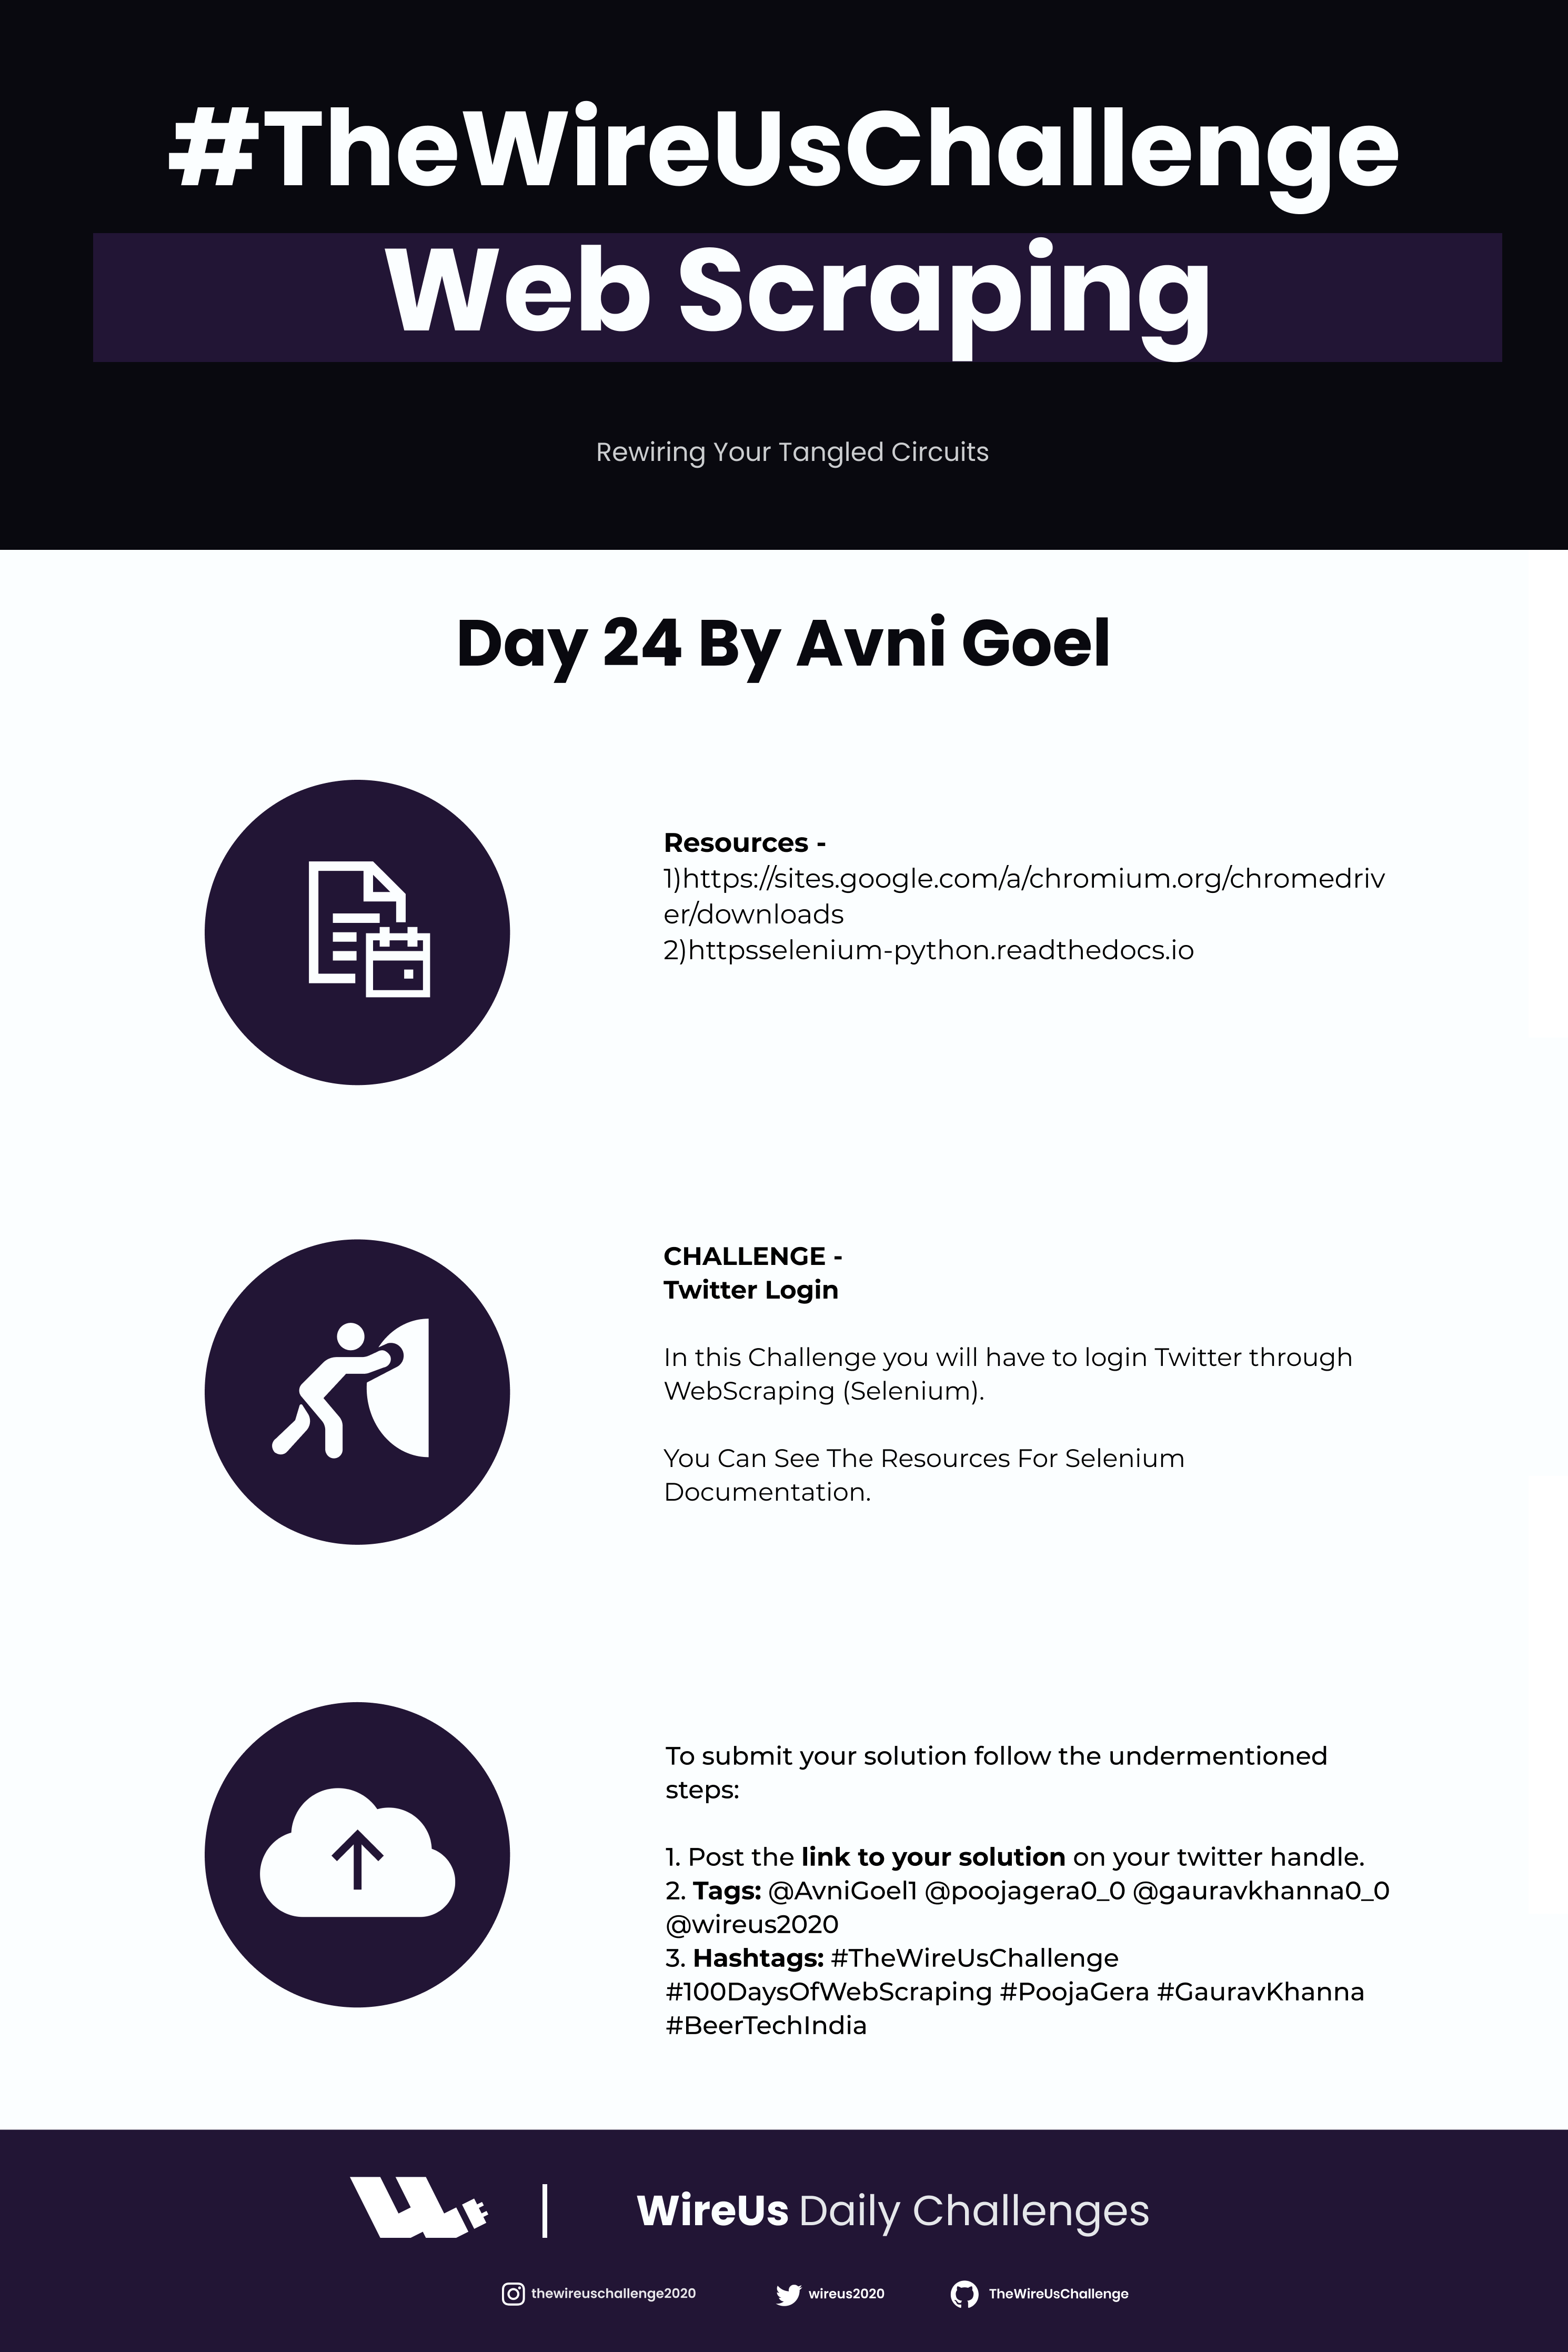 #TheWireUsChallenge
Web Scraping
Rewiring Your Tangled Circuits
Day 24 By Avni Goel
Resources -
1)https://sites.google.com/a/chromium.org/chromedriv
er/downloads
2)httpsselenium-python.readthedocs.io
CHALLENGE -
Twitter Login
In this Challenge you will have to login Twitter through
WebScraping (Selenium).
You Can See The Resources For Selenium
Documentation.
To submit your solution follow the undermentioned
steps:
1. Post the link to your solution on your twitter handle.
2. Tags: @AvniGoel1 @poojagera0_0 @gauravkhanna0_0
@wireus2020
3. Hashtags: #TheWireUsChallenge
#100DaysOfWebScraping #PoojaGera #GauravKhanna
#BeerTechIndia
WireUs Daily Challenges
thewireuschallenge2020 wireus2020 TheWireUsChallenge